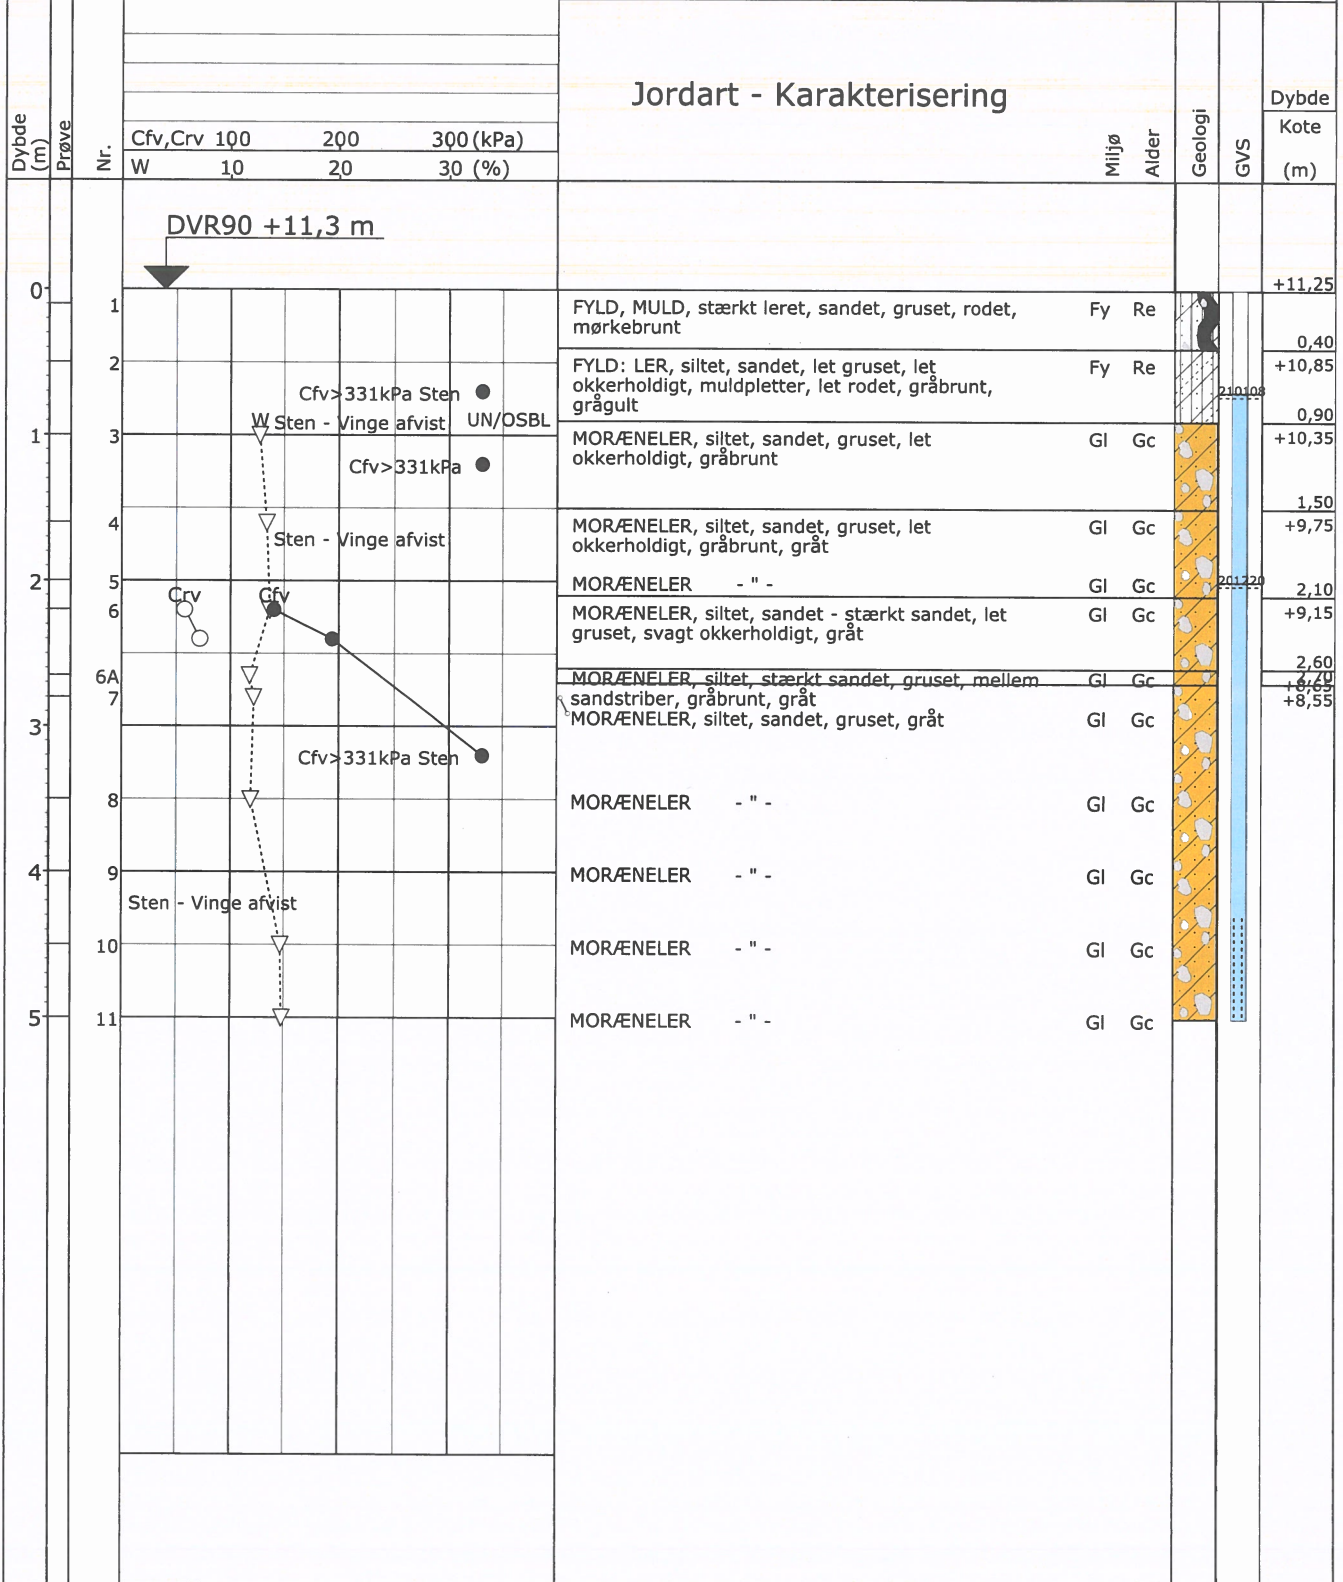 Jordart - Karakterisering
Dybde (m)
Prøve
Nr.
Cfv,Crv 100 200 300 (kPa)
W 10 20 30 (%)
Miljø
Alder
Geologi
GVS
Dybde
Kote
(m)
DVR90 +11,3 m
0
+11,25
1 FYLD, MULD, stærkt leret, sandet, gruset, rodet, Fy Re
mørkebrunt
0,40
2 FYLD: LER, siltet, sandet, let gruset, let Fy Re +10,85
okkerholdigt, muldpletter, let rodet, gråbrunt,
grågult
Cfv>331kPa Sten
210108
W Sten - Vinge afvist UN/OSBL
0,90
1 3 MORÆNELER, siltet, sandet, gruset, let Gl Gc +10,35
okkerholdigt, gråbrunt
Cfv>331kPa
1,50
4 MORÆNELER, siltet, sandet, gruset, let Gl Gc +9,75
okkerholdigt, gråbrunt, gråt
Sten - Vinge afvist
2 5 MORÆNELER - " - Gl Gc
201220
2,10
Crv Cfv
6 MORÆNELER, siltet, sandet - stærkt sandet, let Gl Gc +9,15
gruset, svagt okkerholdigt, gråt
2,60
6A MORÆNELER, siltet, stærkt sandet, gruset, mellem Gl Gc
2,70
+8,65
sandstriber, gråbrunt, gråt
+8,55
7 MORÆNELER, siltet, sandet, gruset, gråt Gl Gc
3
Cfv>331kPa Sten
8 MORÆNELER - " - Gl Gc
4 9 MORÆNELER - " - Gl Gc
Sten - Vinge afvist
10 MORÆNELER - " - Gl Gc
5 11 MORÆNELER - " - Gl Gc